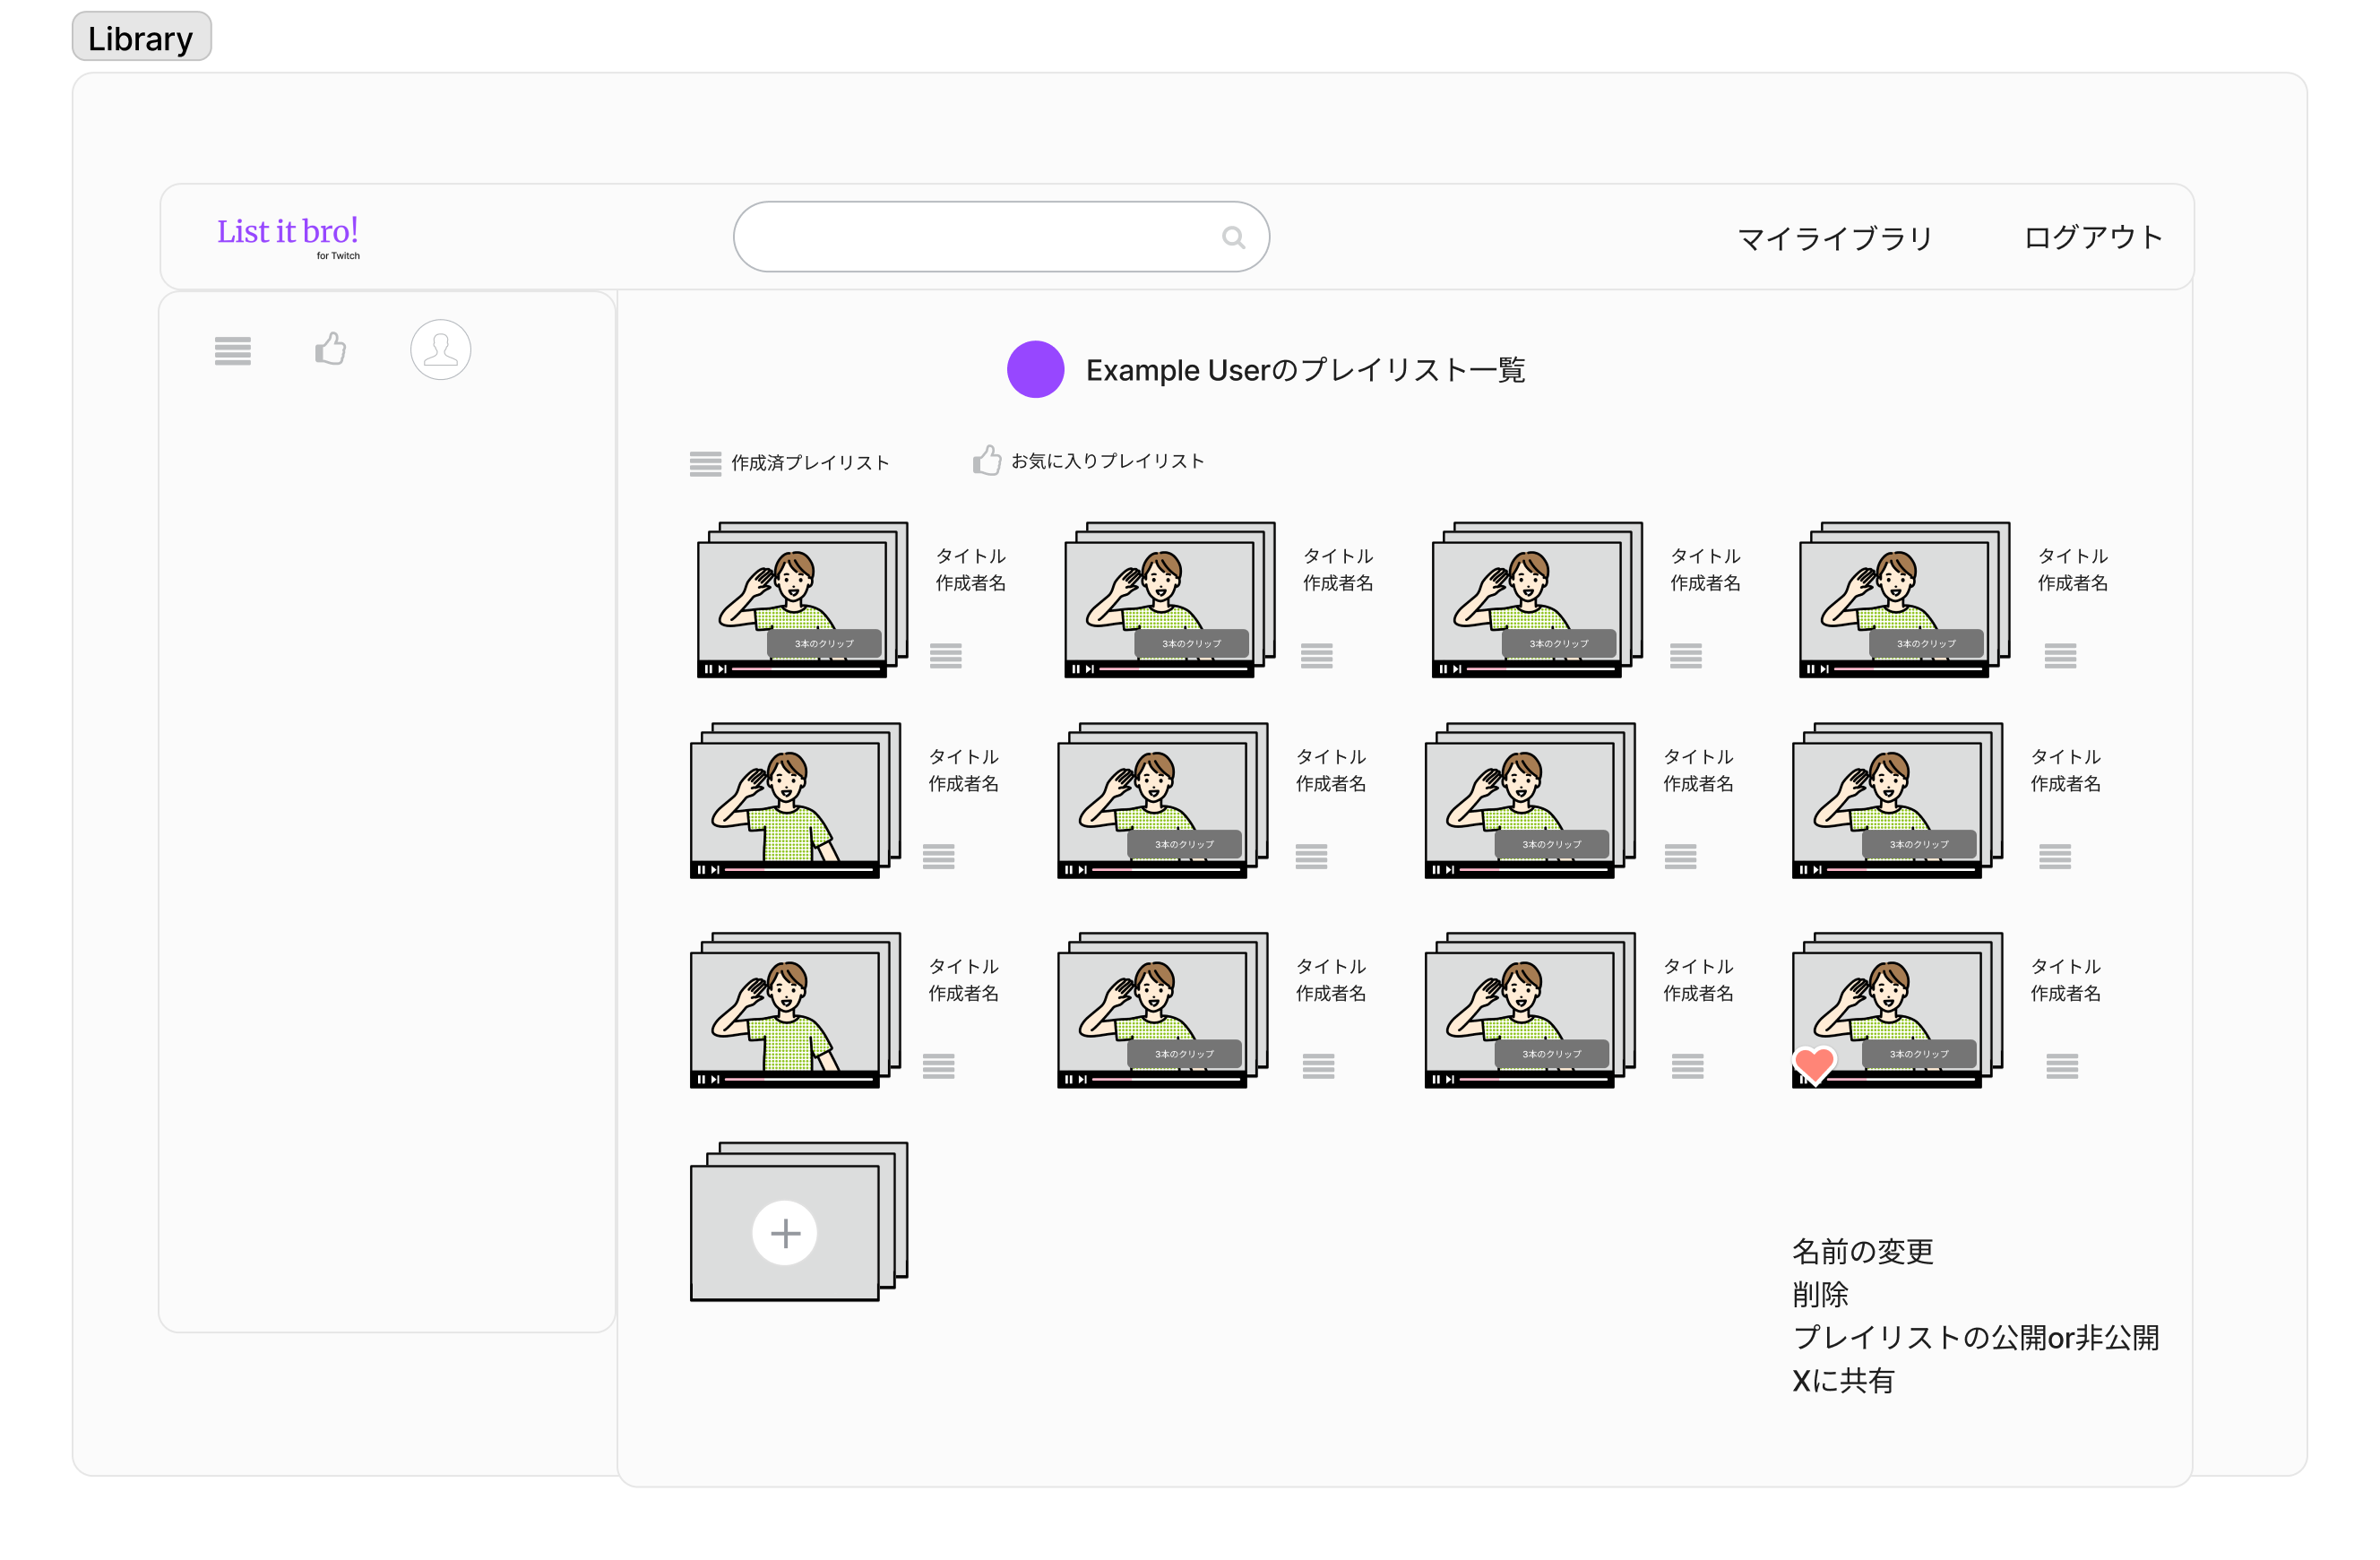 Library
List it bro!
for Twitch
マイライブラリ
ログアウト
Example Userのプレイリスト一覧
作成済プレイリスト
お気に入りプレイリスト
タイトル
作成者名
3本のクリップ
タイトル
作成者名
3本のクリップ
タイトル
作成者名
3本のクリップ
タイトル
作成者名
3本のクリップ
タイトル
作成者名
タイトル
作成者名
3本のクリップ
タイトル
作成者名
3本のクリップ
タイトル
作成者名
3本のクリップ
タイトル
作成者名
タイトル
作成者名
3本のクリップ
タイトル
作成者名
3本のクリップ
タイトル
作成者名
3本のクリップ
名前の変更
削除
プレイリストの公開or非公開
Xに共有